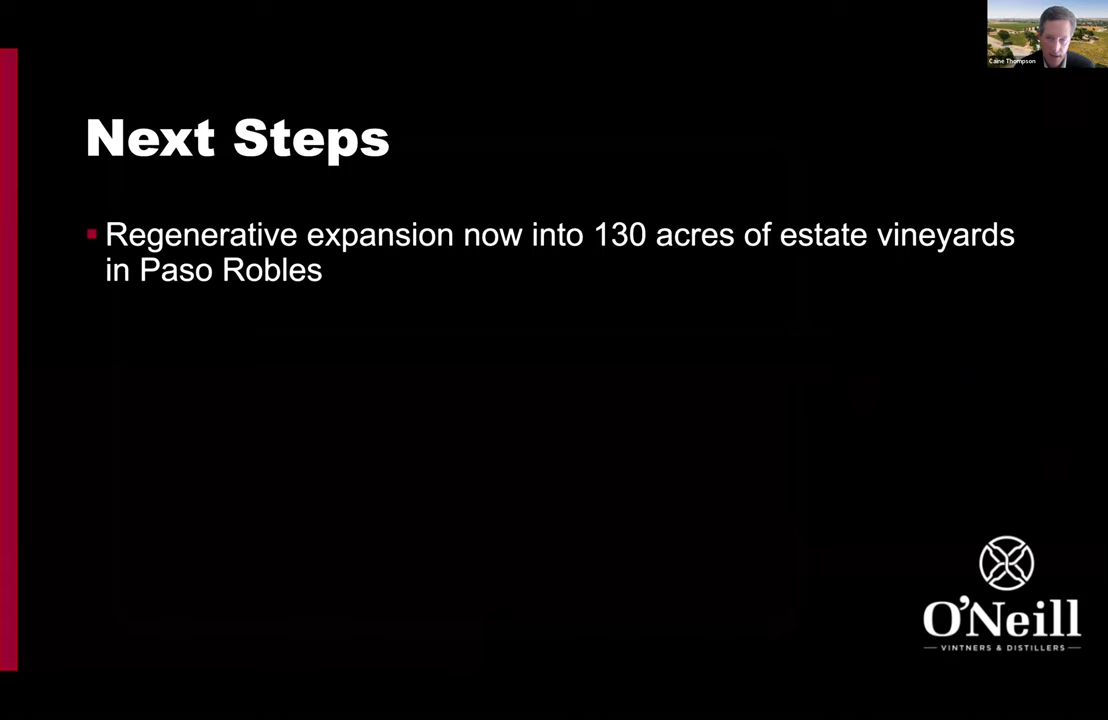 Caine Thompson
Next Steps
Regenerative expansion now into 130 acres of estate vineyards
in Paso Robles
O'Neill
VINTNERS & DISTILLERS